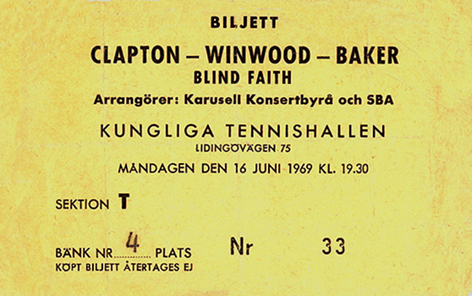 BILJETT
CLAPTON – WINWOOD – BAKER
BLIND FAITH
Arrangörer: Karusell Konsertbyrå och SBA
KUNGLIGA TENNISHALLEN
LIDINGÖVÄGEN 75
MÅNDAGEN DEN 16 JUNI 1969 KL. 19.30
SEKTION T
BÄNK NR 4 PLATS Nr 33
KÖPT BILJETT ÅTERTAGES EJ